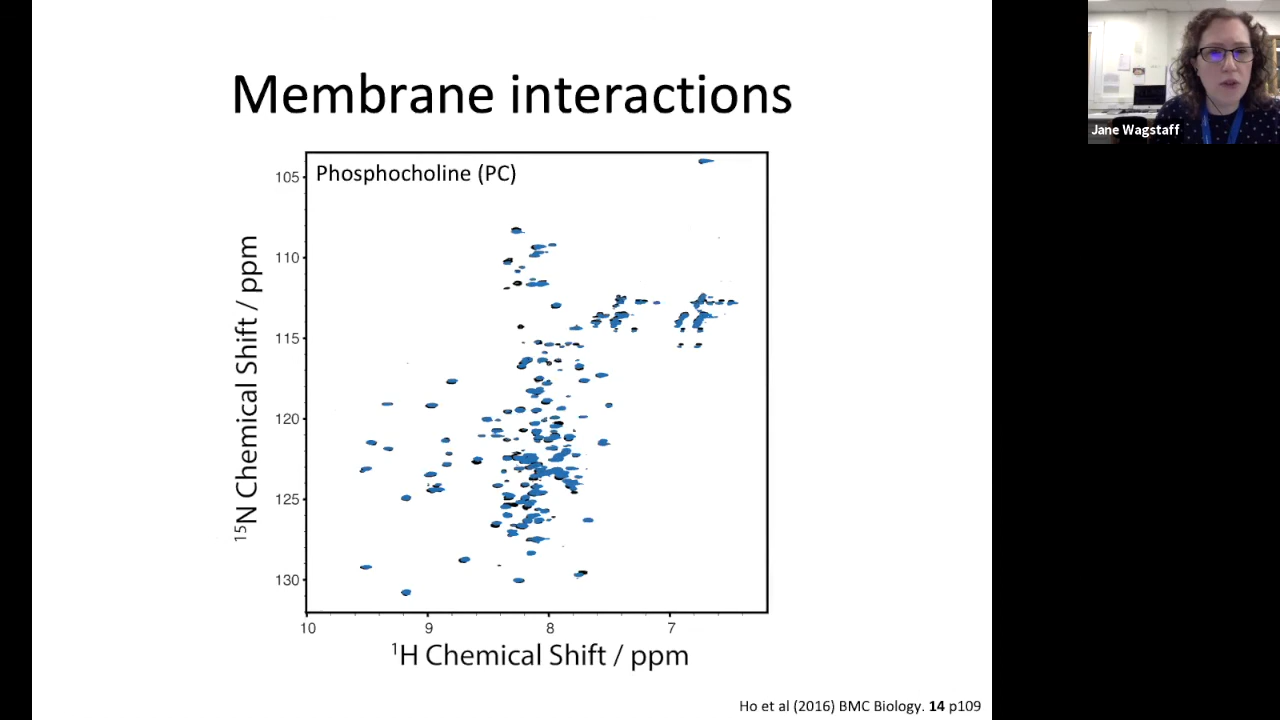 Membrane interactions
Phosphocholine (PC)
105
110
115
120
125
130
¹⁵N Chemical Shift / ppm
10 9 8 7
¹H Chemical Shift / ppm
Ho et al (2016) BMC Biology. 14 p109
Jane Wagstaff